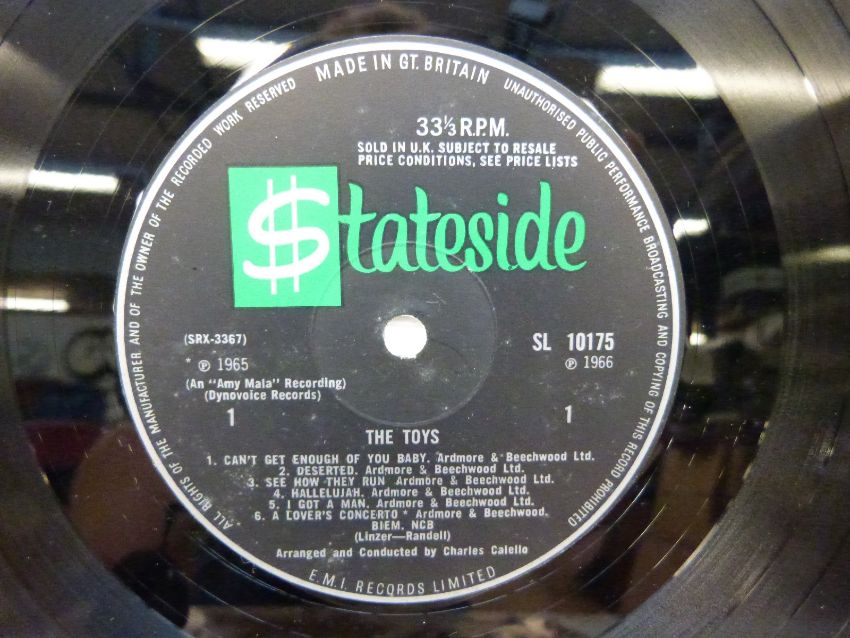 MADE IN GT. BRITAIN
UNAUTHORISED PUBLIC PERFORMANCE BROADCASTING AND COPYING OF THIS RECORD PROHIBITED
ALL RIGHTS OF THE MANUFACTURER AND OF THE OWNER OF THE RECORDED WORK RESERVED
33⅓ R.P.M.
SOLD IN U.K. SUBJECT TO RESALE
PRICE CONDITIONS, SEE PRICE LISTS
$tateside
(SRX-3367)
SL 10175
* ℗ 1965
℗ 1966
(An "Amy Mala" Recording)
(Dynovoice Records)
1
1
THE TOYS
1. CAN'T GET ENOUGH OF YOU BABY. Ardmore & Beechwood Ltd.
2. DESERTED. Ardmore & Beechwood Ltd.
3. SEE HOW THEY RUN Ardmore & Beechwood Ltd.
4. HALLELUJAH. Ardmore & Beechwood Ltd.
5. I GOT A MAN. Ardmore & Beechwood Ltd.
6. A LOVER'S CONCERTO * Ardmore & Beechwood.
BIEM. NCB
(Linzer—Randell)
Arranged and Conducted by Charles Calello
E.M.I. RECORDS LIMITED